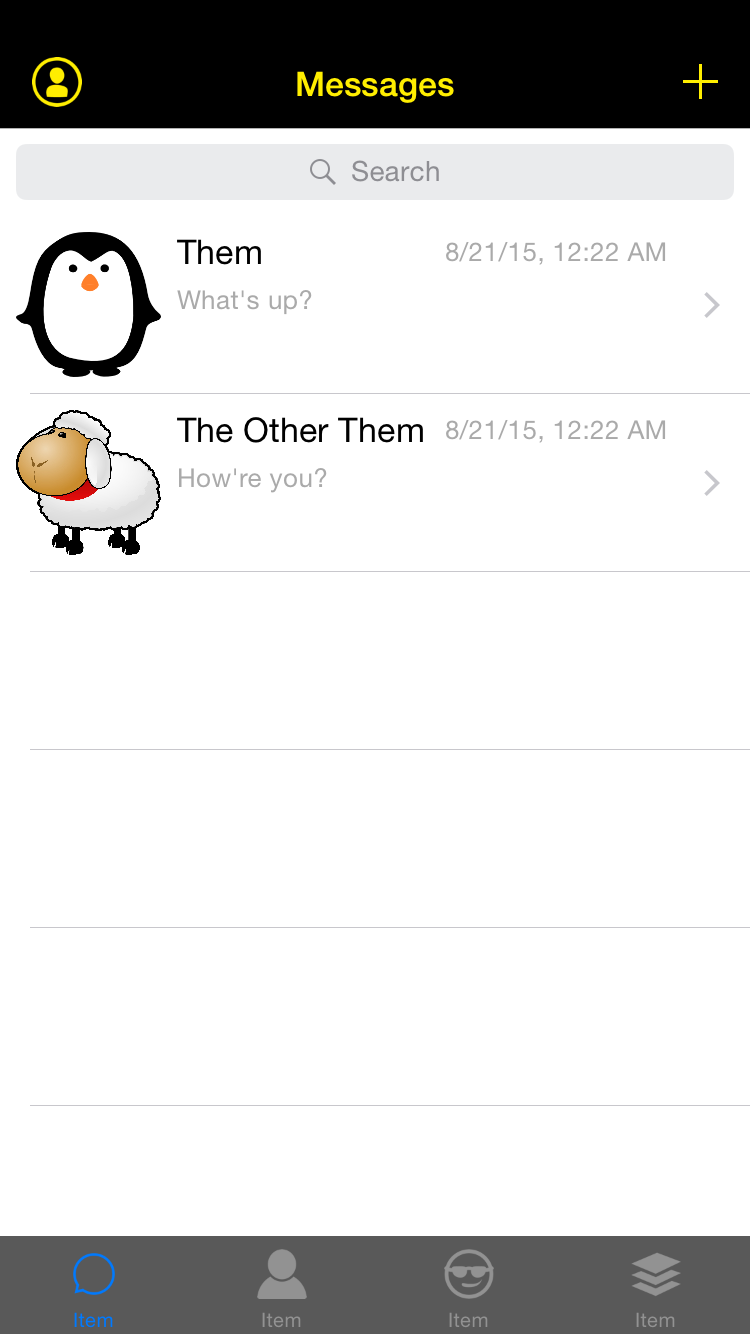 Messages
Search
Them 8/21/15, 12:22 AM
What's up?
The Other Them 8/21/15, 12:22 AM
How're you?
Item Item Item Item